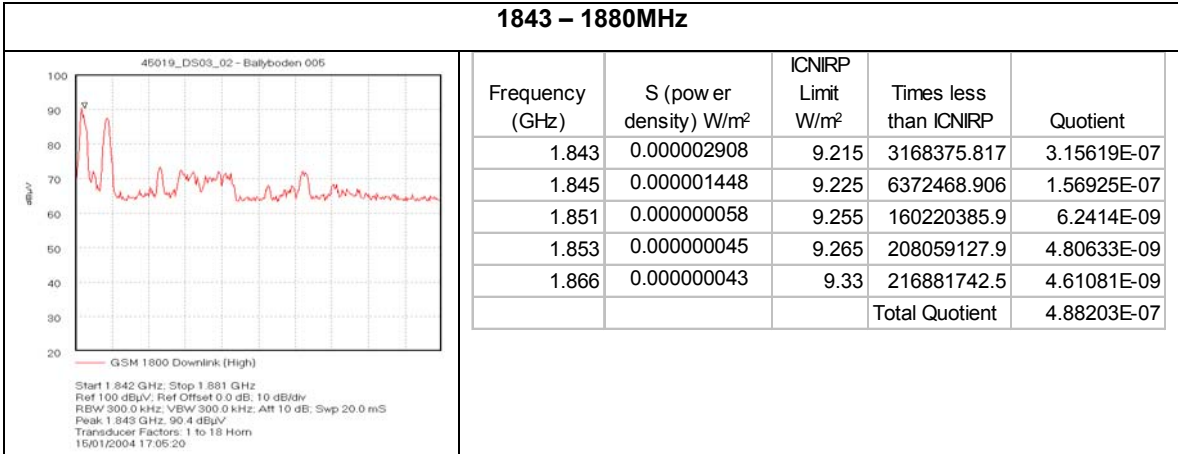 1843 – 1880MHz
45019_DS03_02 - Ballyboden 005
100
90
80
70
60
50
40
30
20
dBµV
GSM 1800 Downlink (High)
Start 1.842 GHz; Stop 1.881 GHz
Ref 100 dBµV; Ref Offset 0.0 dB; 10 dB/div
RBW 300.0 kHz; VBW 300.0 kHz; Att 10 dB; Swp 20.0 mS
Peak 1.843 GHz, 90.4 dBµV
Transducer Factors: 1 to 18 Horn
15/01/2004 17:05:20
Frequency (GHz) S (pow er density) W/m² ICNIRP Limit W/m² Times less than ICNIRP Quotient
1.843 0.000002908 9.215 3168375.817 3.15619E-07
1.845 0.000001448 9.225 6372468.906 1.56925E-07
1.851 0.000000058 9.255 160220385.9 6.2414E-09
1.853 0.000000045 9.265 208059127.9 4.80633E-09
1.866 0.000000043 9.33 216881742.5 4.61081E-09
Total Quotient 4.88203E-07